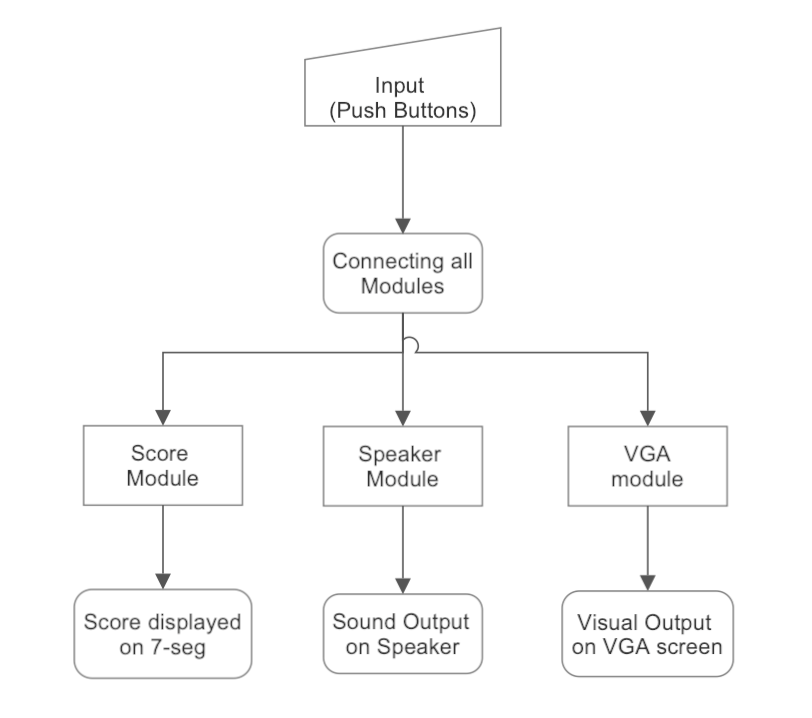 Input
(Push Buttons)
Connecting all
Modules
Score
Module
Speaker
Module
VGA
module
Score displayed
on 7-seg
Sound Output
on Speaker
Visual Output
on VGA screen